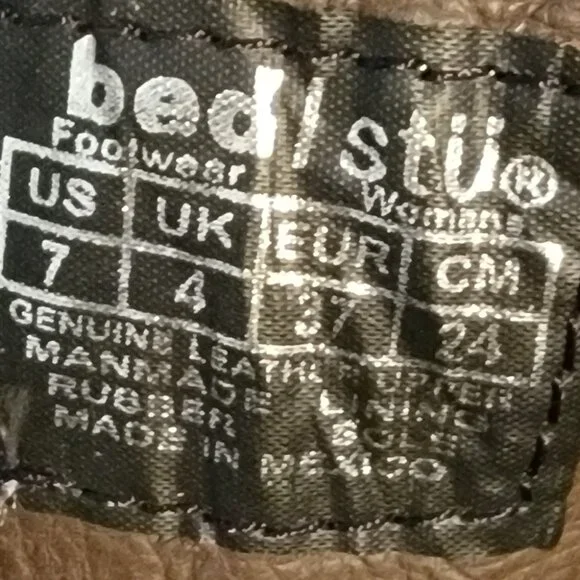 bed|stü®
Footwear Womens
US UK EUR CM
7 4 37 24
GENUINE LEATHER UPPER
MANMADE LINING
RUBBER SOLE
MADE IN MEXICO